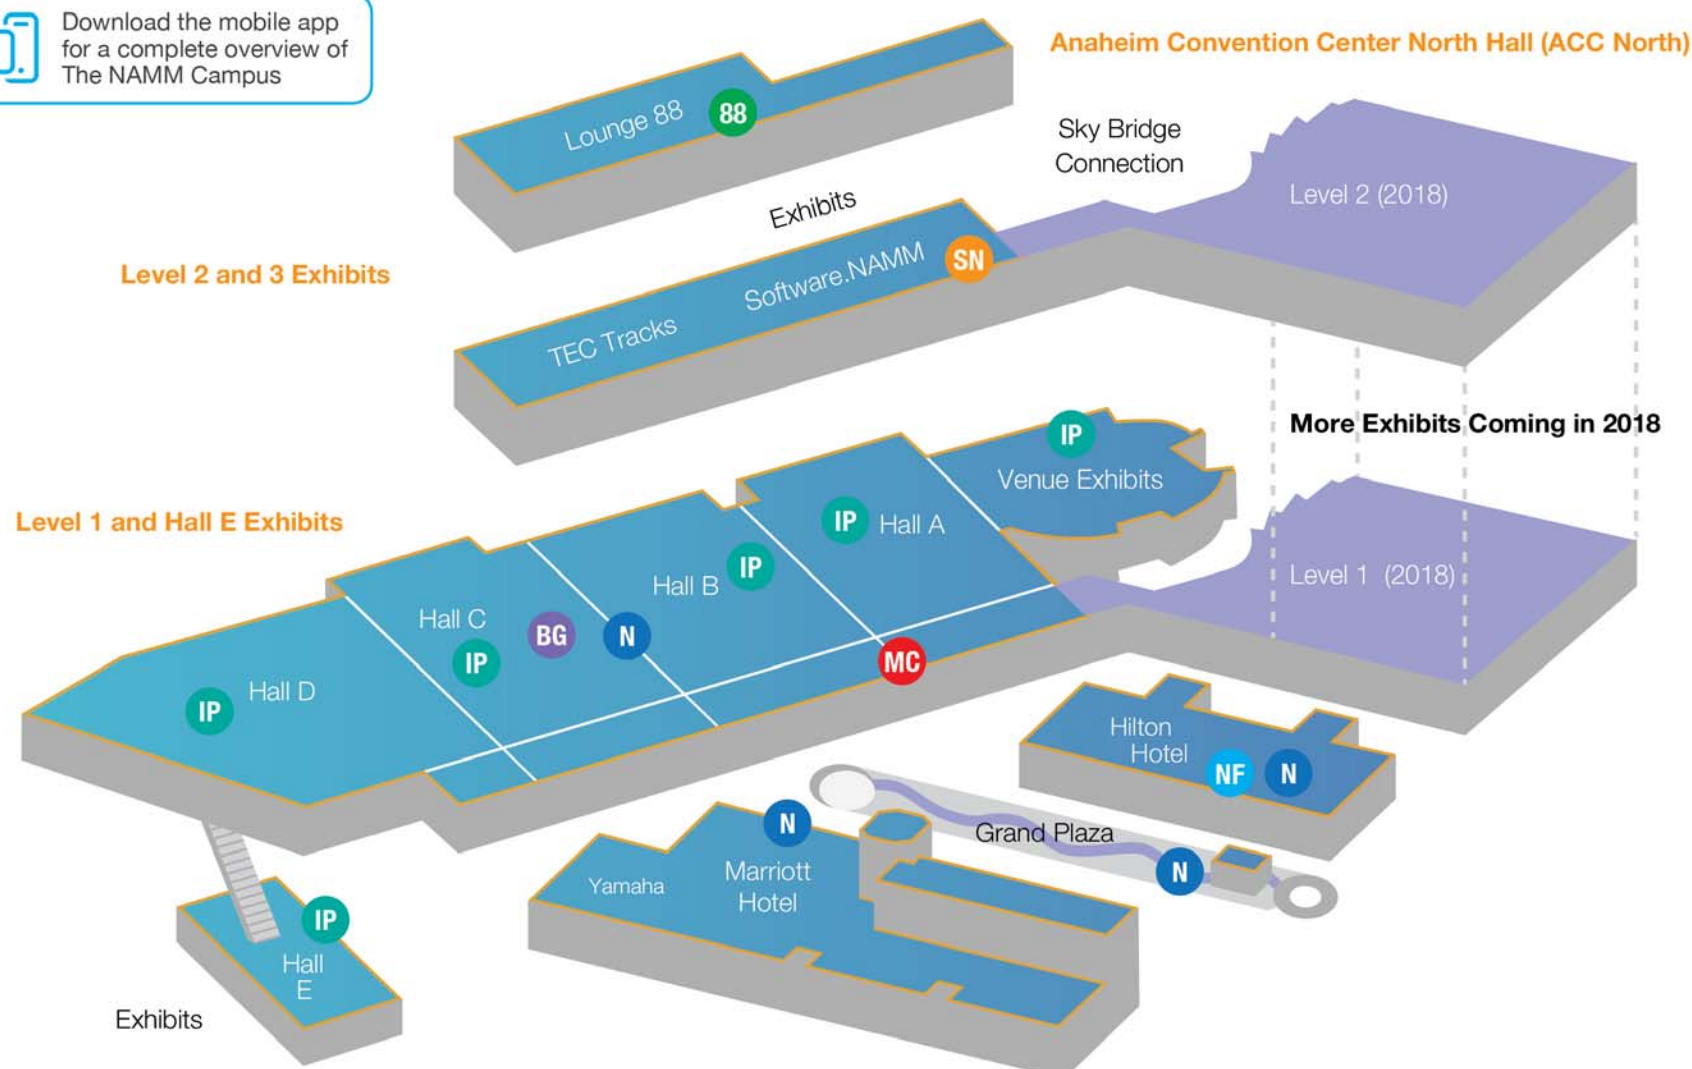 Download the mobile app
for a complete overview of
The NAMM Campus
Anaheim Convention Center North Hall (ACC North)
Lounge 88
88
Sky Bridge
Connection
Level 2 (2018)
Exhibits
Level 2 and 3 Exhibits
Software.NAMM
SN
TEC Tracks
More Exhibits Coming in 2018
IP
Venue Exhibits
Level 1 and Hall E Exhibits
IP
Hall A
Hall B
IP
Level 1 (2018)
Hall C
IP
BG
N
MC
Hall D
IP
Hilton
Hotel
NF
N
N
Grand Plaza
N
Yamaha
Marriott
Hotel
IP
Hall
E
Exhibits